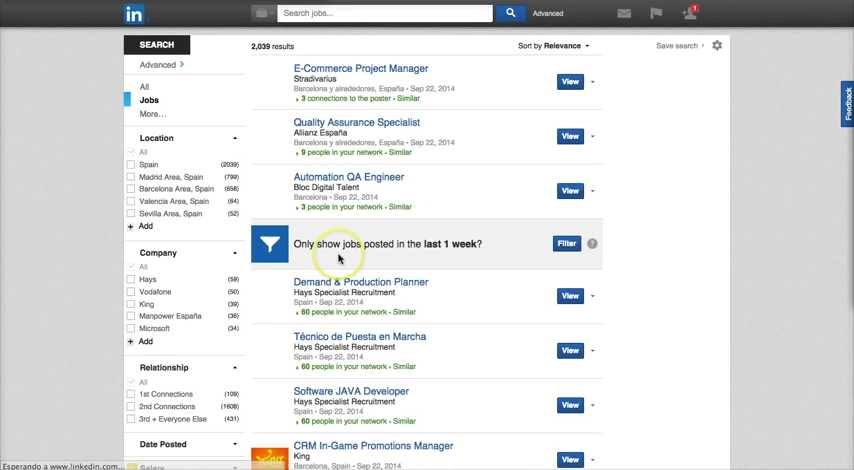 in
Search jobs...
Advanced
1
SEARCH
Advanced
All
Jobs
More...
Location
All
Spain (2039)
Madrid Area, Spain (799)
Barcelona Area, Spain (658)
Valencia Area, Spain (64)
Sevilla Area, Spain (52)
+ Add
Company
All
Hays (59)
Vodafone (50)
King (39)
Manpower España (36)
Microsoft (34)
+ Add
Relationship
All
1st Connections (109)
2nd Connections (1608)
3rd + Everyone Else (431)
Date Posted
Salary
2,039 results
Sort by Relevance
Save search
E-Commerce Project Manager
Stradivarius
Barcelona y alrededores, España • Sep 22, 2014
3 connections to the poster • Similar
View
Quality Assurance Specialist
Allianz España
Barcelona y alrededores, España • Sep 22, 2014
9 people in your network • Similar
View
Automation QA Engineer
Bloc Digital Talent
Barcelona • Sep 22, 2014
3 people in your network • Similar
View
Only show jobs posted in the last 1 week?
Filter
?
Demand & Production Planner
Hays Specialist Recruitment
Spain • Sep 22, 2014
60 people in your network • Similar
View
Técnico de Puesta en Marcha
Hays Specialist Recruitment
Spain • Sep 22, 2014
60 people in your network • Similar
View
Software JAVA Developer
Hays Specialist Recruitment
Spain • Sep 22, 2014
60 people in your network • Similar
View
King
CRM In-Game Promotions Manager
King
Barcelona, Spain • Sep 22, 2014
View
Feedback
Esperando a www.linkedin.com...